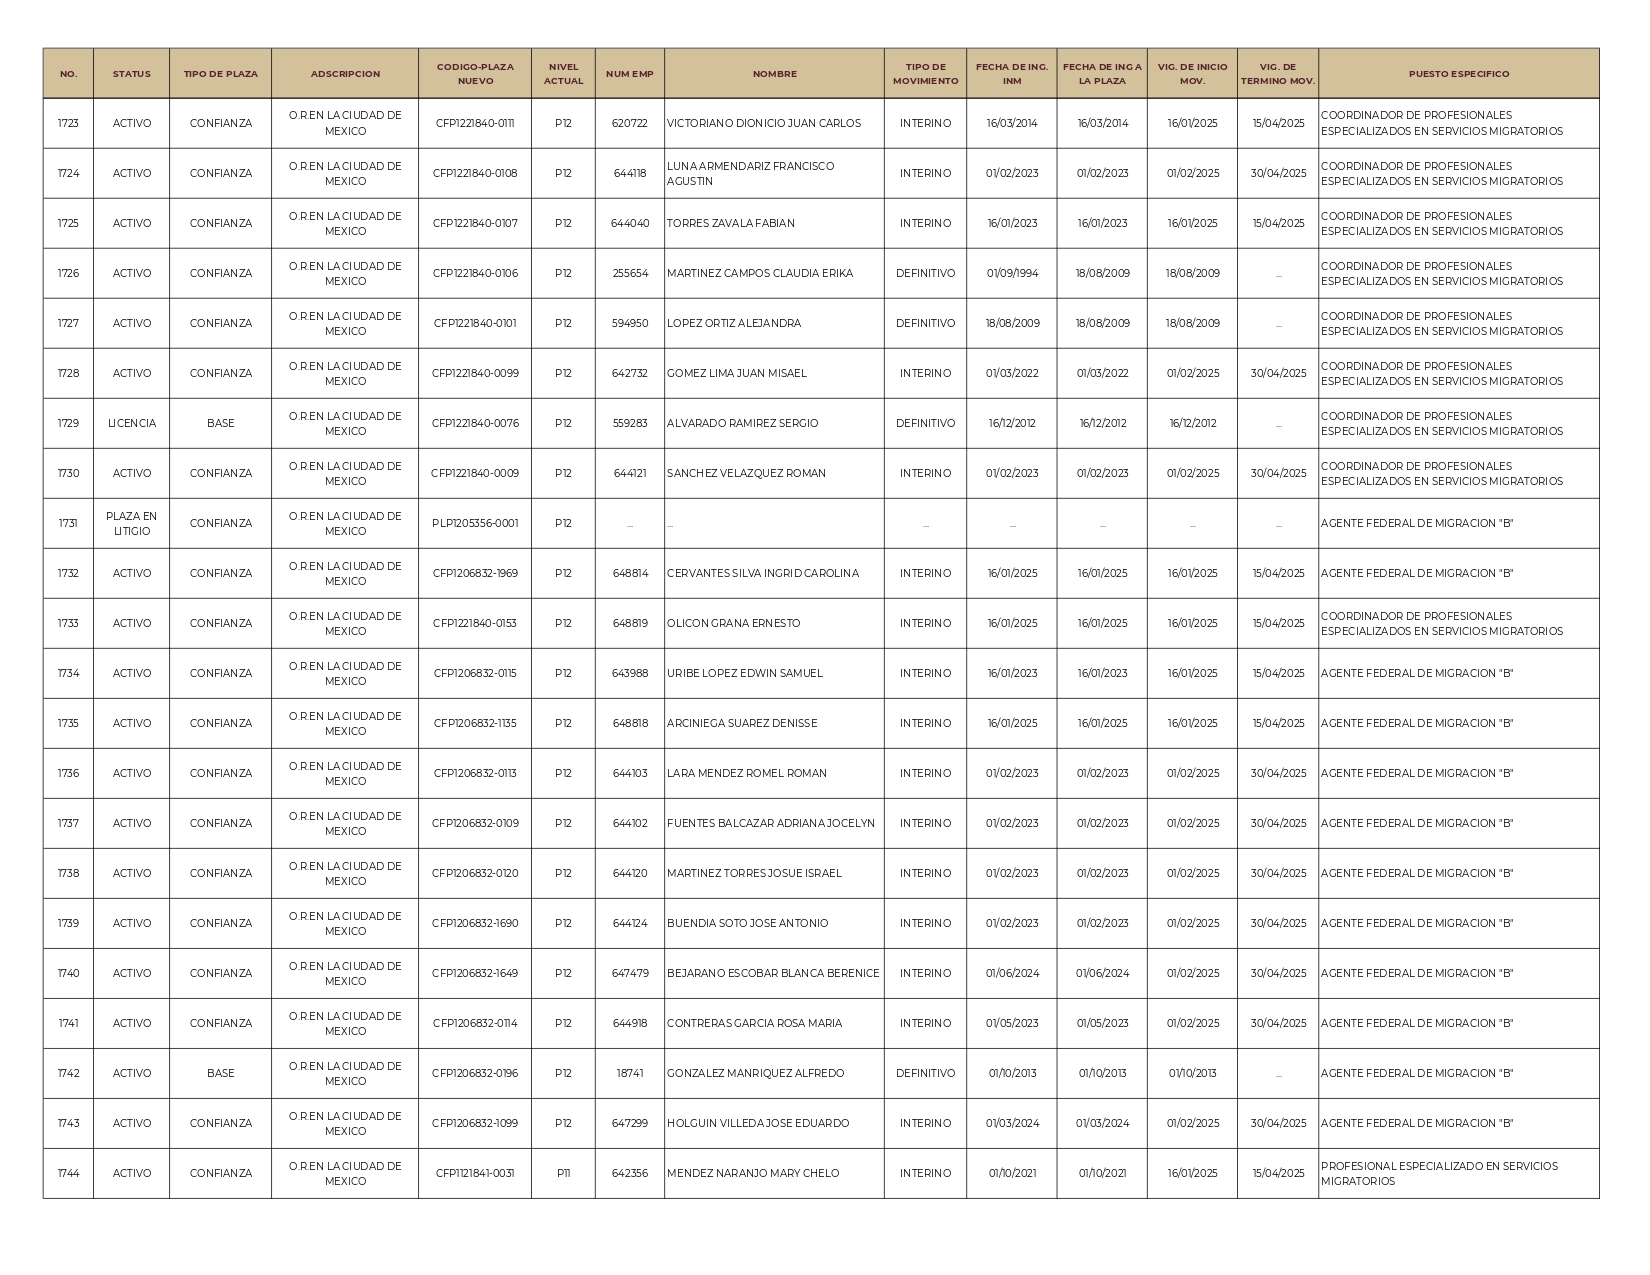 NO. STATUS TIPO DE PLAZA ADSCRIPCION CODIGO-PLAZA NUEVO NIVEL ACTUAL NUM EMP NOMBRE TIPO DE MOVIMIENTO FECHA DE ING. INM FECHA DE ING A LA PLAZA VIG. DE INICIO MOV. VIG. DE TERMINO MOV. PUESTO ESPECIFICO
1723 ACTIVO CONFIANZA O.R.EN LA CIUDAD DE MEXICO CFP1221840-0111 P12 620722 VICTORIANO DIONICIO JUAN CARLOS INTERINO 16/03/2014 16/03/2014 16/01/2025 15/04/2025 COORDINADOR DE PROFESIONALES ESPECIALIZADOS EN SERVICIOS MIGRATORIOS
1724 ACTIVO CONFIANZA O.R.EN LA CIUDAD DE MEXICO CFP1221840-0108 P12 644118 LUNA ARMENDARIZ FRANCISCO AGUSTIN INTERINO 01/02/2023 01/02/2023 01/02/2025 30/04/2025 COORDINADOR DE PROFESIONALES ESPECIALIZADOS EN SERVICIOS MIGRATORIOS
1725 ACTIVO CONFIANZA O.R.EN LA CIUDAD DE MEXICO CFP1221840-0107 P12 644040 TORRES ZAVALA FABIAN INTERINO 16/01/2023 16/01/2023 16/01/2025 15/04/2025 COORDINADOR DE PROFESIONALES ESPECIALIZADOS EN SERVICIOS MIGRATORIOS
1726 ACTIVO CONFIANZA O.R.EN LA CIUDAD DE MEXICO CFP1221840-0106 P12 255654 MARTINEZ CAMPOS CLAUDIA ERIKA DEFINITIVO 01/09/1994 18/08/2009 18/08/2009 ... COORDINADOR DE PROFESIONALES ESPECIALIZADOS EN SERVICIOS MIGRATORIOS
1727 ACTIVO CONFIANZA O.R.EN LA CIUDAD DE MEXICO CFP1221840-0101 P12 594950 LOPEZ ORTIZ ALEJANDRA DEFINITIVO 18/08/2009 18/08/2009 18/08/2009 ... COORDINADOR DE PROFESIONALES ESPECIALIZADOS EN SERVICIOS MIGRATORIOS
1728 ACTIVO CONFIANZA O.R.EN LA CIUDAD DE MEXICO CFP1221840-0099 P12 642732 GOMEZ LIMA JUAN MISAEL INTERINO 01/03/2022 01/03/2022 01/02/2025 30/04/2025 COORDINADOR DE PROFESIONALES ESPECIALIZADOS EN SERVICIOS MIGRATORIOS
1729 LICENCIA BASE O.R.EN LA CIUDAD DE MEXICO CFP1221840-0076 P12 559283 ALVARADO RAMIREZ SERGIO DEFINITIVO 16/12/2012 16/12/2012 16/12/2012 ... COORDINADOR DE PROFESIONALES ESPECIALIZADOS EN SERVICIOS MIGRATORIOS
1730 ACTIVO CONFIANZA O.R.EN LA CIUDAD DE MEXICO CFP1221840-0009 P12 644121 SANCHEZ VELAZQUEZ ROMAN INTERINO 01/02/2023 01/02/2023 01/02/2025 30/04/2025 COORDINADOR DE PROFESIONALES ESPECIALIZADOS EN SERVICIOS MIGRATORIOS
1731 PLAZA EN LITIGIO CONFIANZA O.R.EN LA CIUDAD DE MEXICO PLP1205356-0001 P12 ... ... ... ... ... ... ... AGENTE FEDERAL DE MIGRACION "B"
1732 ACTIVO CONFIANZA O.R.EN LA CIUDAD DE MEXICO CFP1206832-1969 P12 648814 CERVANTES SILVA INGRID CAROLINA INTERINO 16/01/2025 16/01/2025 16/01/2025 15/04/2025 AGENTE FEDERAL DE MIGRACION "B"
1733 ACTIVO CONFIANZA O.R.EN LA CIUDAD DE MEXICO CFP1221840-0153 P12 648819 OLICON GRANA ERNESTO INTERINO 16/01/2025 16/01/2025 16/01/2025 15/04/2025 COORDINADOR DE PROFESIONALES ESPECIALIZADOS EN SERVICIOS MIGRATORIOS
1734 ACTIVO CONFIANZA O.R.EN LA CIUDAD DE MEXICO CFP1206832-0115 P12 643988 URIBE LOPEZ EDWIN SAMUEL INTERINO 16/01/2023 16/01/2023 16/01/2025 15/04/2025 AGENTE FEDERAL DE MIGRACION "B"
1735 ACTIVO CONFIANZA O.R.EN LA CIUDAD DE MEXICO CFP1206832-1135 P12 648818 ARCINIEGA SUAREZ DENISSE INTERINO 16/01/2025 16/01/2025 16/01/2025 15/04/2025 AGENTE FEDERAL DE MIGRACION "B"
1736 ACTIVO CONFIANZA O.R.EN LA CIUDAD DE MEXICO CFP1206832-0113 P12 644103 LARA MENDEZ ROMEL ROMAN INTERINO 01/02/2023 01/02/2023 01/02/2025 30/04/2025 AGENTE FEDERAL DE MIGRACION "B"
1737 ACTIVO CONFIANZA O.R.EN LA CIUDAD DE MEXICO CFP1206832-0109 P12 644102 FUENTES BALCAZAR ADRIANA JOCELYN INTERINO 01/02/2023 01/02/2023 01/02/2025 30/04/2025 AGENTE FEDERAL DE MIGRACION "B"
1738 ACTIVO CONFIANZA O.R.EN LA CIUDAD DE MEXICO CFP1206832-0120 P12 644120 MARTINEZ TORRES JOSUE ISRAEL INTERINO 01/02/2023 01/02/2023 01/02/2025 30/04/2025 AGENTE FEDERAL DE MIGRACION "B"
1739 ACTIVO CONFIANZA O.R.EN LA CIUDAD DE MEXICO CFP1206832-1690 P12 644124 BUENDIA SOTO JOSE ANTONIO INTERINO 01/02/2023 01/02/2023 01/02/2025 30/04/2025 AGENTE FEDERAL DE MIGRACION "B"
1740 ACTIVO CONFIANZA O.R.EN LA CIUDAD DE MEXICO CFP1206832-1649 P12 647479 BEJARANO ESCOBAR BLANCA BERENICE INTERINO 01/06/2024 01/06/2024 01/02/2025 30/04/2025 AGENTE FEDERAL DE MIGRACION "B"
1741 ACTIVO CONFIANZA O.R.EN LA CIUDAD DE MEXICO CFP1206832-0114 P12 644918 CONTRERAS GARCIA ROSA MARIA INTERINO 01/05/2023 01/05/2023 01/02/2025 30/04/2025 AGENTE FEDERAL DE MIGRACION "B"
1742 ACTIVO BASE O.R.EN LA CIUDAD DE MEXICO CFP1206832-0196 P12 18741 GONZALEZ MANRIQUEZ ALFREDO DEFINITIVO 01/10/2013 01/10/2013 01/10/2013 ... AGENTE FEDERAL DE MIGRACION "B"
1743 ACTIVO CONFIANZA O.R.EN LA CIUDAD DE MEXICO CFP1206832-1099 P12 647299 HOLGUIN VILLEDA JOSE EDUARDO INTERINO 01/03/2024 01/03/2024 01/02/2025 30/04/2025 AGENTE FEDERAL DE MIGRACION "B"
1744 ACTIVO CONFIANZA O.R.EN LA CIUDAD DE MEXICO CFP1121841-0031 P11 642356 MENDEZ NARANJO MARY CHELO INTERINO 01/10/2021 01/10/2021 16/01/2025 15/04/2025 PROFESIONAL ESPECIALIZADO EN SERVICIOS MIGRATORIOS